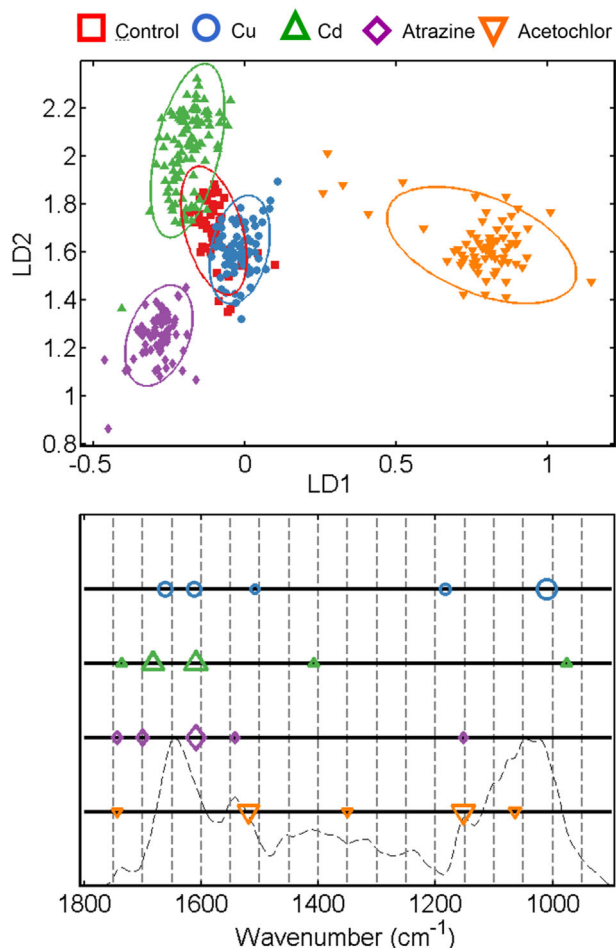 Control Cu Cd Atrazine Acetochlor
2.2
2
1.8
1.6
1.4
1.2
1
0.8
LD2
-0.5 0 0.5 1
LD1
1800 1600 1400 1200 1000
Wavenumber (cm⁻¹)